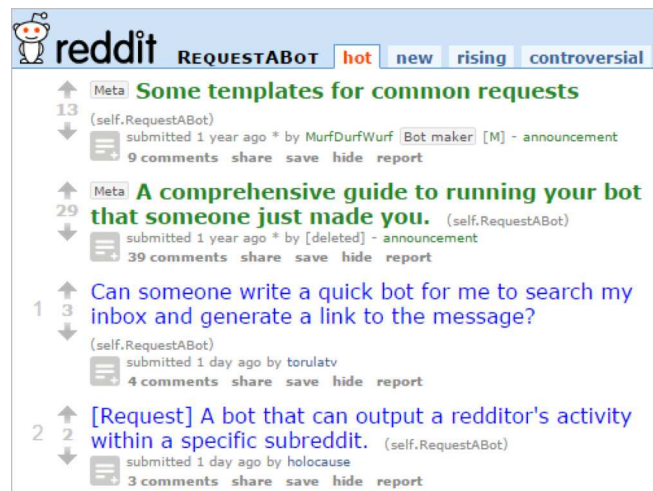 reddit REQUESTABOT hot new rising controversial
Meta Some templates for common requests
13
(self.RequestABot)
submitted 1 year ago * by MurfDurfWurf Bot maker [M] - announcement
9 comments share save hide report
Meta A comprehensive guide to running your bot
29 that someone just made you. (self.RequestABot)
submitted 1 year ago * by [deleted] - announcement
39 comments share save hide report
Can someone write a quick bot for me to search my
1 3 inbox and generate a link to the message?
(self.RequestABot)
submitted 1 day ago by torulatv
4 comments share save hide report
[Request] A bot that can output a redditor's activity
2 2 within a specific subreddit. (self.RequestABot)
submitted 1 day ago by holocause
3 comments share save hide report